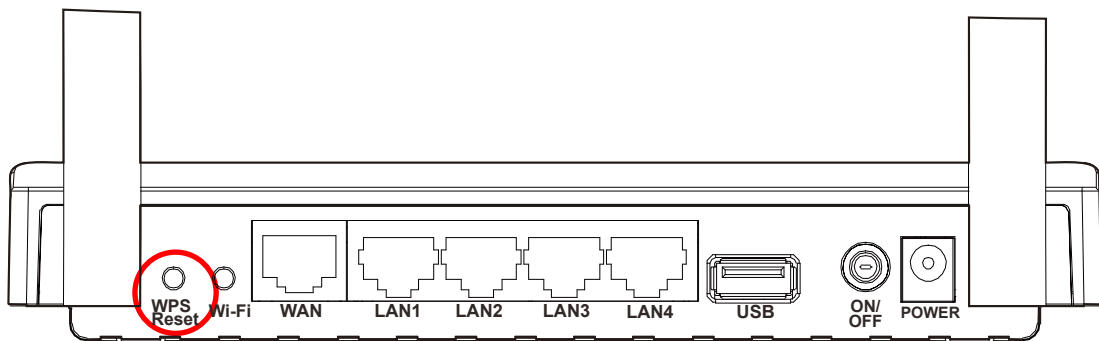 WPS
Reset
Wi-Fi
WAN
LAN1
LAN2
LAN3
LAN4
USB
ON/
OFF
POWER